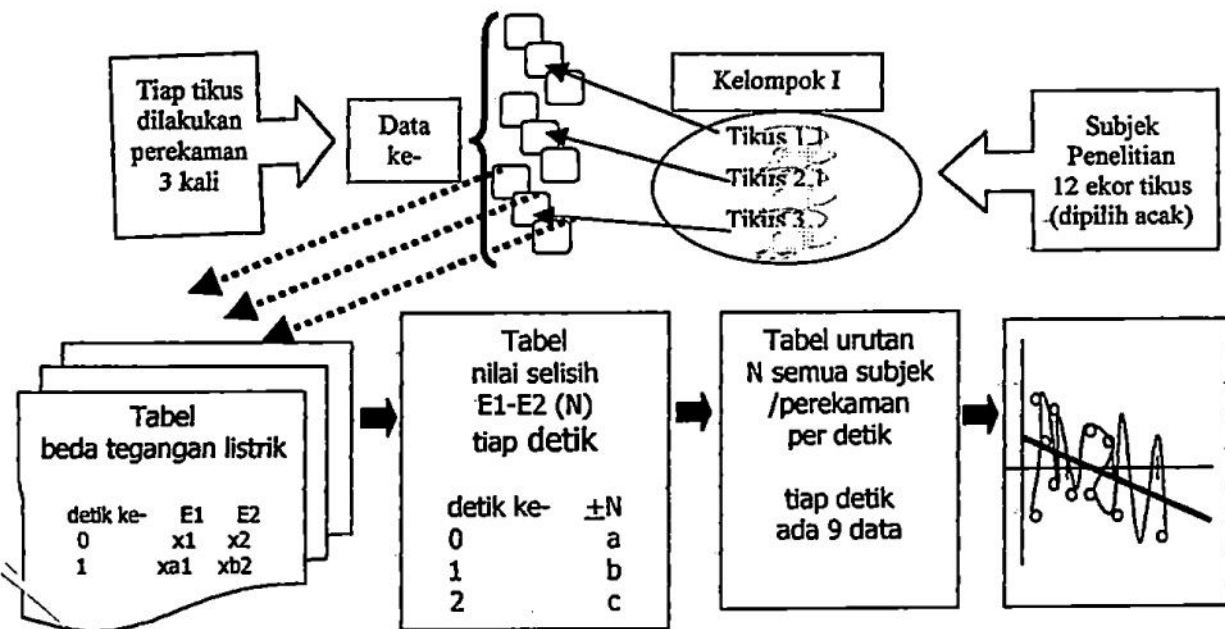 Tiap tikus
dilakukan
perekaman
3 kali
Data
ke-
Kelompok I
Tikus 1
Tikus 2
Tikus 3
Subjek
Penelitian
12 ekor tikus
(dipilih acak)
Tabel
beda tegangan listrik
detik ke- E1 E2
0 x1 x2
1 xa1 xb2
Tabel
nilai selisih
E1-E2 (N)
tiap detik
detik ke- ±N
0 a
1 b
2 c
Tabel urutan
N semua subjek
/perekaman
per detik
tiap detik
ada 9 data